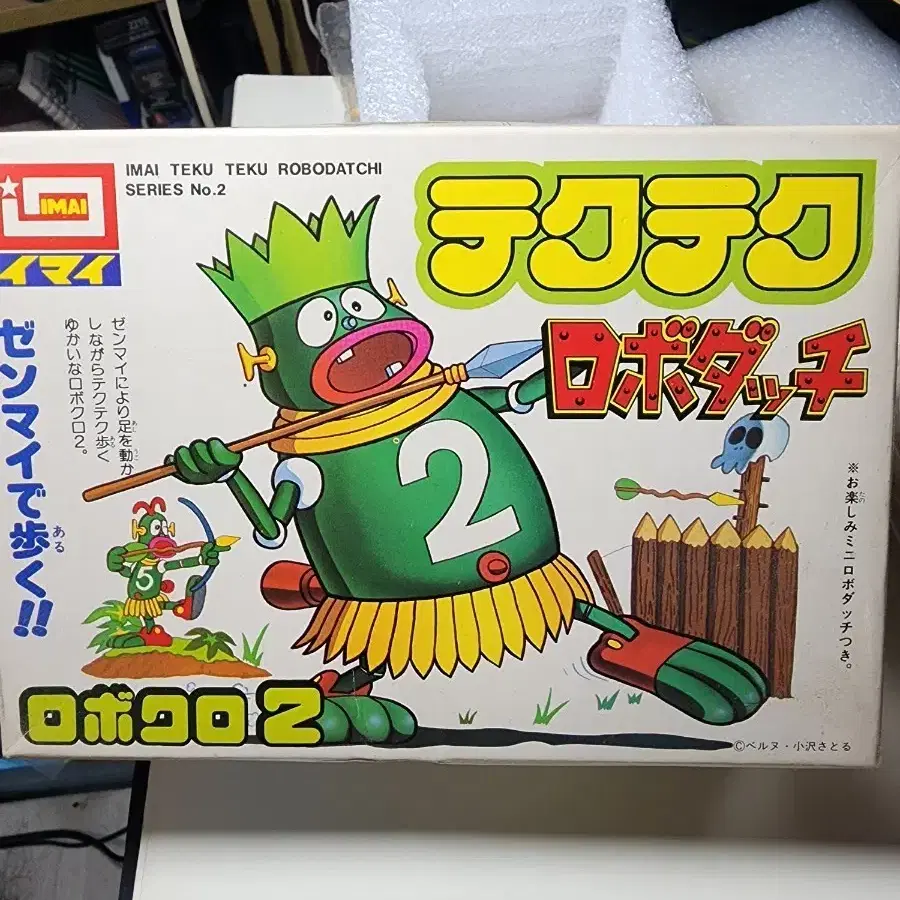 IMAI TEKU TEKU ROBODATCHI
SERIES No.2
IMAI
イマイ
テクテク
ロボダッチ
ゼンマイで歩く!!
ある
ゼンマイにより足を動か
しながらテクテク歩く
ゆかいなロボクロ2。
2
5
※お楽しみミニロボダッチつき。
ロボクロ2
©ベルヌ・小沢さとる